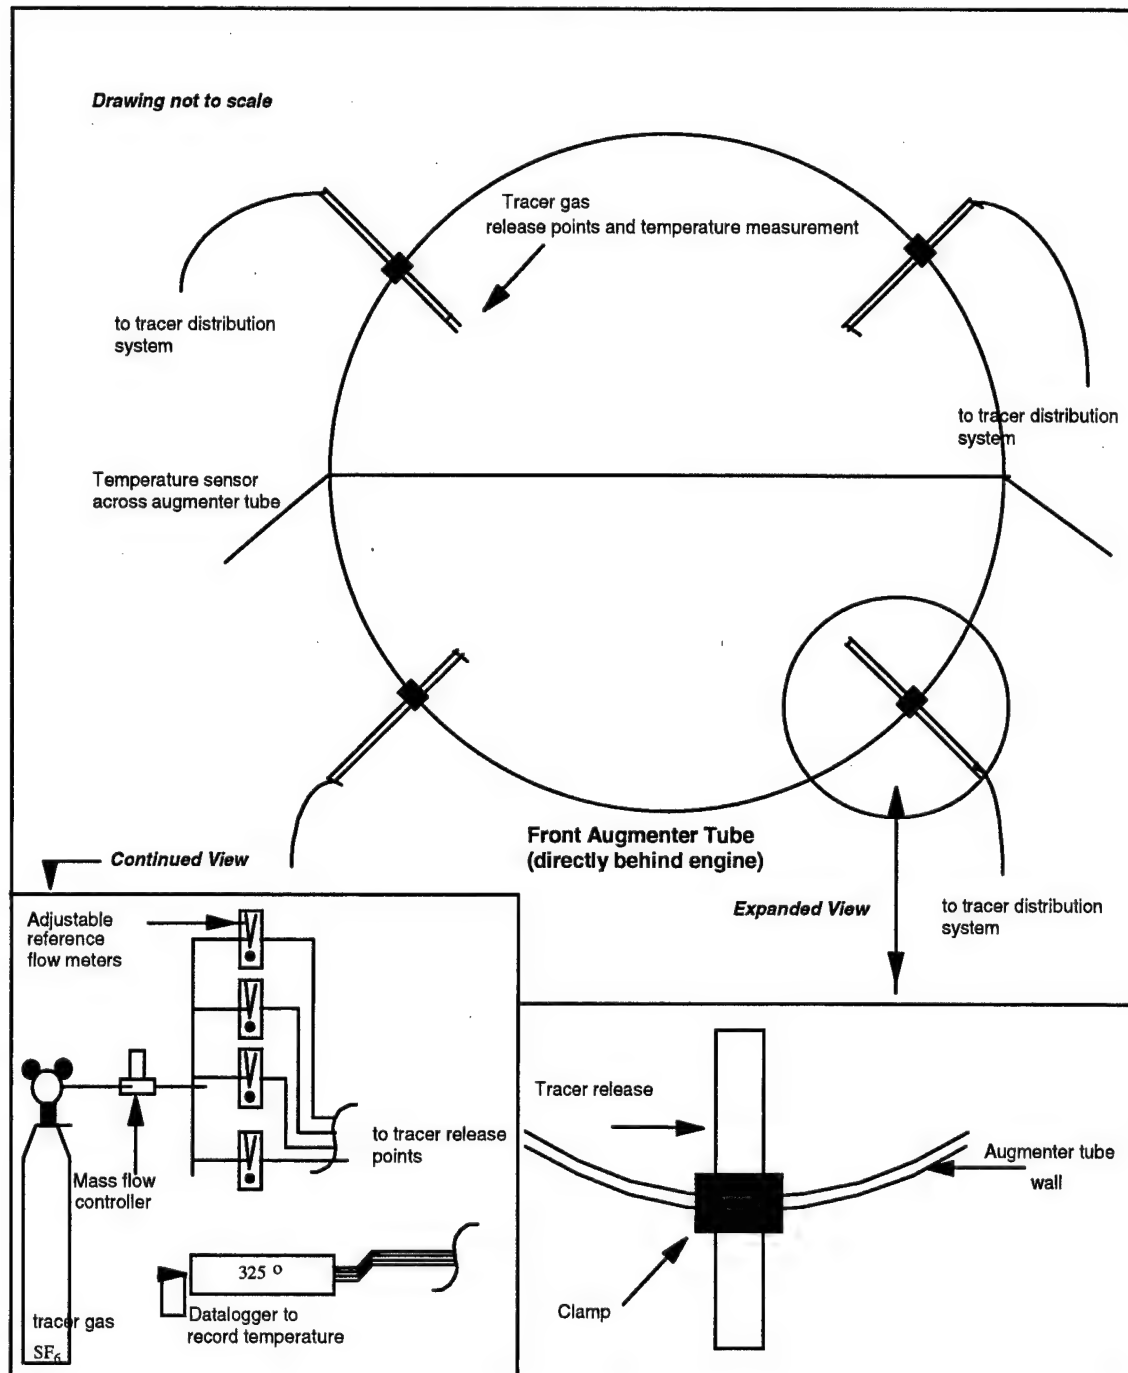 Drawing not to scale
Tracer gas
release points and temperature measurement
to tracer distribution
system
to tracer distribution
system
Temperature sensor
across augmenter tube
Front Augmenter Tube
(directly behind engine)
Continued View
Expanded View
to tracer distribution
system
Adjustable
reference
flow meters
to tracer release
points
Mass flow
controller
325 °
Datalogger to
record temperature
tracer gas
SF₆
Tracer release
Augmenter tube
wall
Clamp